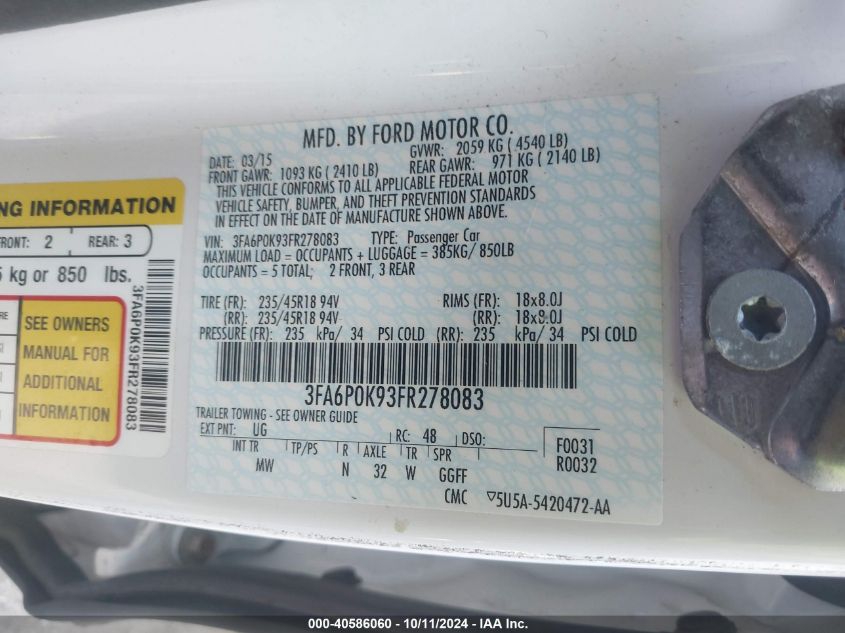 MFD. BY FORD MOTOR CO.
DATE: 03/15 GVWR: 2059 KG ( 4540 LB)
FRONT GAWR: 1093 KG ( 2410 LB) REAR GAWR: 971 KG ( 2140 LB)
THIS VEHICLE CONFORMS TO ALL APPLICABLE FEDERAL MOTOR
VEHICLE SAFETY, BUMPER, AND THEFT PREVENTION STANDARDS
IN EFFECT ON THE DATE OF MANUFACTURE SHOWN ABOVE.
VIN: 3FA6P0K93FR278083 TYPE: Passenger Car
MAXIMUM LOAD = OCCUPANTS + LUGGAGE = 385KG/ 850LB
OCCUPANTS = 5 TOTAL; 2 FRONT, 3 REAR
TIRE (FR): 235/45R18 94V RIMS (FR): 18x8.0J
(RR): 235/45R18 94V (RR): 18x8.0J
PRESSURE (FR): 235 kPa/ 34 PSI COLD (RR): 235 kPa/ 34 PSI COLD
3FA6P0K93FR278083
TRAILER TOWING - SEE OWNER GUIDE
EXT PNT: UG RC: 48 DSO:
INT TR TP/PS R AXLE TR SPR
MW N 32 W GGFF
F0031
R0032
CMC ▽5U5A-5420472-AA
NG INFORMATION
FRONT: 2 REAR: 3
5 kg or 850 lbs.
SEE OWNERS
MANUAL FOR
ADDITIONAL
INFORMATION
3FA6P0K93FR278083
000-40586060 - 10/11/2024 - IAA Inc.